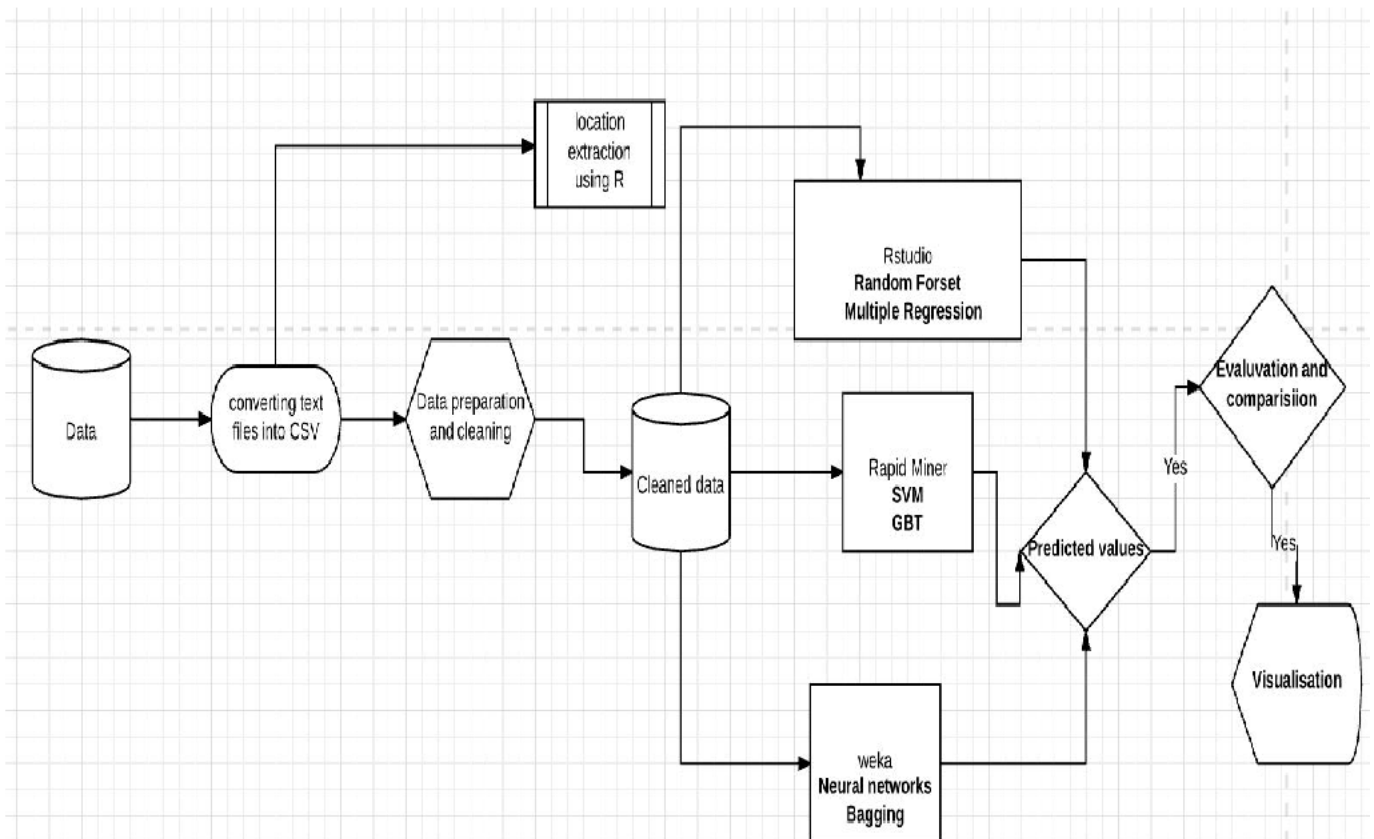 location
extraction
using R
Rstudio
Random Forset
Multiple Regression
Data
converting text
files into CSV
Data preparation
and cleaning
Cleaned data
Rapid Miner
SVM
GBT
Predicted values
Yes
Evaluvation and
comparisiion
Yes
Visualisation
weka
Neural networks
Bagging